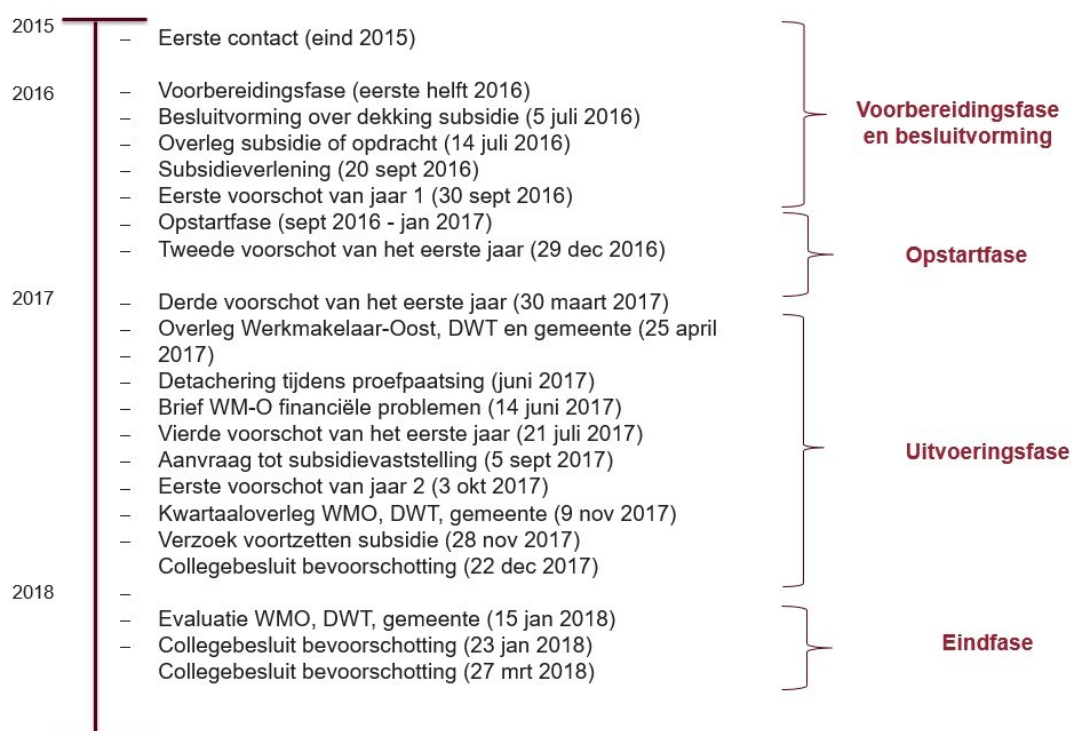 2015
– Eerste contact (eind 2015)
2016
– Voorbereidingsfase (eerste helft 2016)
– Besluitvorming over dekking subsidie (5 juli 2016)
– Overleg subsidie of opdracht (14 juli 2016)
– Subsidieverlening (20 sept 2016)
– Eerste voorschot van jaar 1 (30 sept 2016)
Voorbereidingsfase
en besluitvorming
– Opstartfase (sept 2016 - jan 2017)
– Tweede voorschot van het eerste jaar (29 dec 2016)
Opstartfase
2017
– Derde voorschot van het eerste jaar (30 maart 2017)
– Overleg Werkmakelaar-Oost, DWT en gemeente (25 april
– 2017)
– Detachering tijdens proefpaatsing (juni 2017)
– Brief WM-O financiële problemen (14 juni 2017)
– Vierde voorschot van het eerste jaar (21 juli 2017)
– Aanvraag tot subsidievaststelling (5 sept 2017)
– Eerste voorschot van jaar 2 (3 okt 2017)
– Kwartaaloverleg WMO, DWT, gemeente (9 nov 2017)
– Verzoek voortzetten subsidie (28 nov 2017)
Collegebesluit bevoorschotting (22 dec 2017)
Uitvoeringsfase
2018
–
– Evaluatie WMO, DWT, gemeente (15 jan 2018)
– Collegebesluit bevoorschotting (23 jan 2018)
Collegebesluit bevoorschotting (27 mrt 2018)
Eindfase